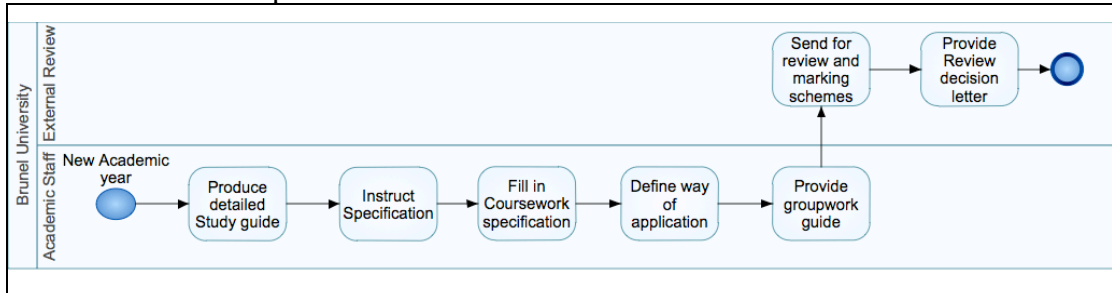 Brunel University
External Review
Send for
review and
marking
schemes
Provide
Review
decision
letter
Academic Staff
New Academic
year
Produce
detailed
Study guide
Instruct
Specification
Fill in
Coursework
specification
Define way
of
application
Provide
groupwork
guide